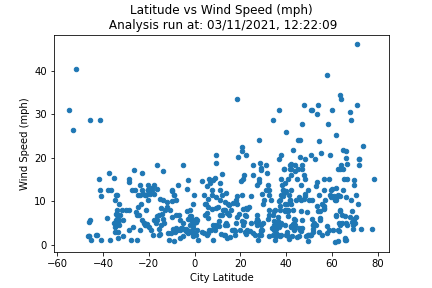 Latitude vs Wind Speed (mph)
Analysis run at: 03/11/2021, 12:22:09
Wind Speed (mph)
40
30
20
10
0
−60 −40 −20 0 20 40 60 80
City Latitude